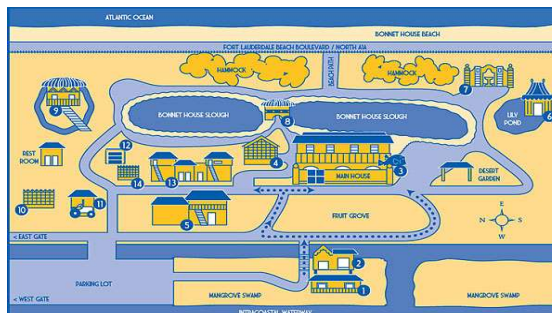 ATLANTIC OCEAN
BONNET HOUSE BEACH
FORT LAUDERDALE BEACH BOULEVARD / NORTH A1A
HAMMOCK
BEACH PATH
HAMMOCK
7
9
BONNET HOUSE SLOUGH
8
BONNET HOUSE SLOUGH
LILY
POND
6
REST
ROOM
12
14
13
4
MAIN HOUSE
3
DESERT
GARDEN
10
11
5
FRUIT GROVE
E
N
S
W
< EAST GATE
2
1
PARKING LOT
MANGROVE SWAMP
MANGROVE SWAMP
< WEST GATE
INTRACOASTAL WATERWAY